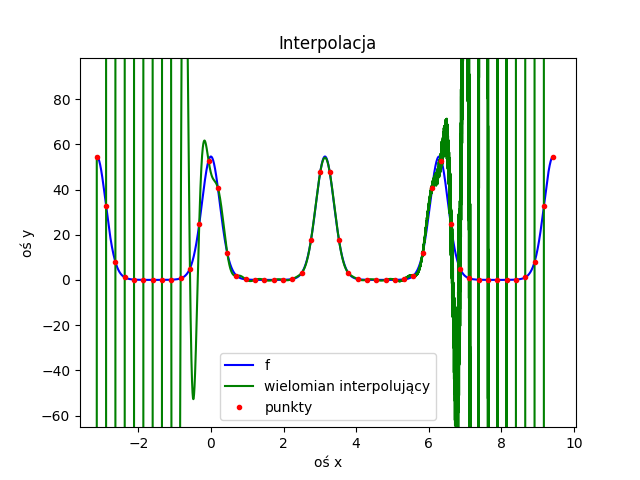 Interpolacja
oś y
80
60
40
20
0
−20
−40
−60
f
wielomian interpolujący
punkty
−2 0 2 4 6 8 10
oś x